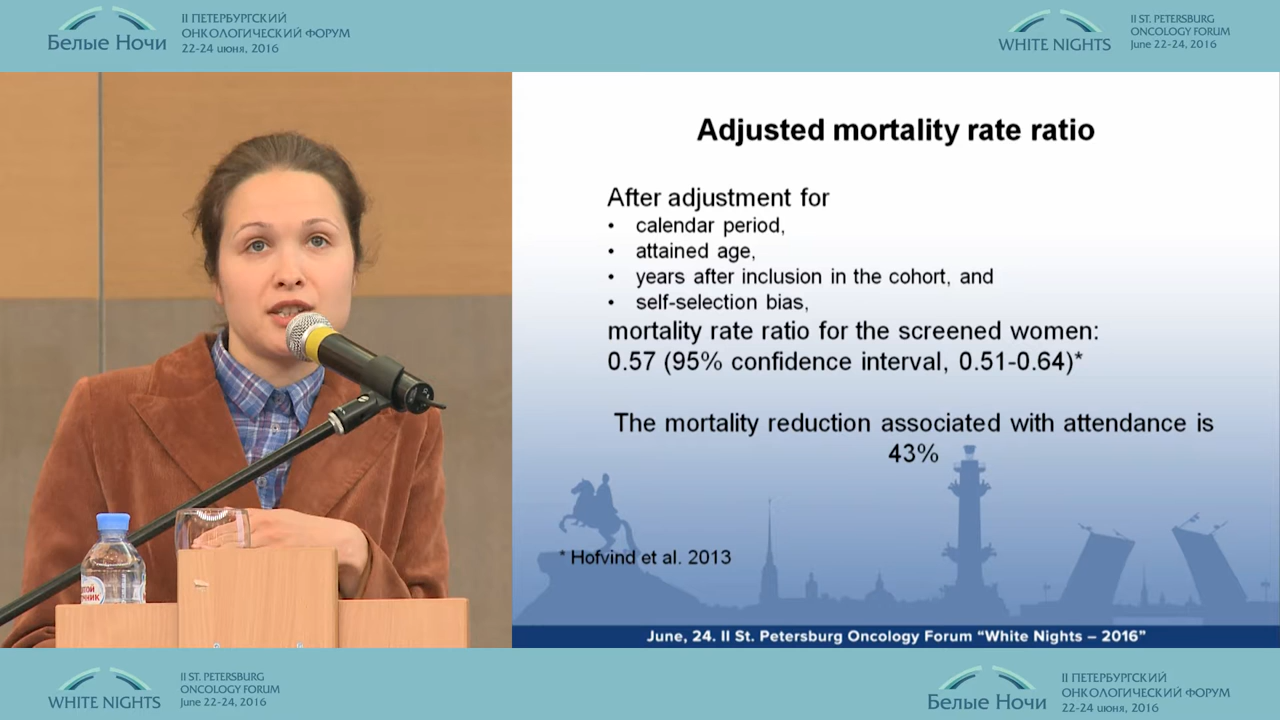 II ПЕТЕРБУРГСКИЙ
ОНКОЛОГИЧЕСКИЙ ФОРУМ
Белые Ночи
22-24 июня, 2016
II ST. PETERSBURG
ONCOLOGY FORUM
WHITE NIGHTS
June 22-24, 2016
Adjusted mortality rate ratio
After adjustment for
• calendar period,
• attained age,
• years after inclusion in the cohort, and
• self-selection bias,
mortality rate ratio for the screened women:
0.57 (95% confidence interval, 0.51-0.64)*
The mortality reduction associated with attendance is
43%
* Hofvind et al. 2013
June, 24. II St. Petersburg Oncology Forum “White Nights – 2016”
II ST. PETERSBURG
ONCOLOGY FORUM
WHITE NIGHTS
June 22-24, 2016
II ПЕТЕРБУРГСКИЙ
ОНКОЛОГИЧЕСКИЙ ФОРУМ
Белые Ночи
22-24 июня, 2016